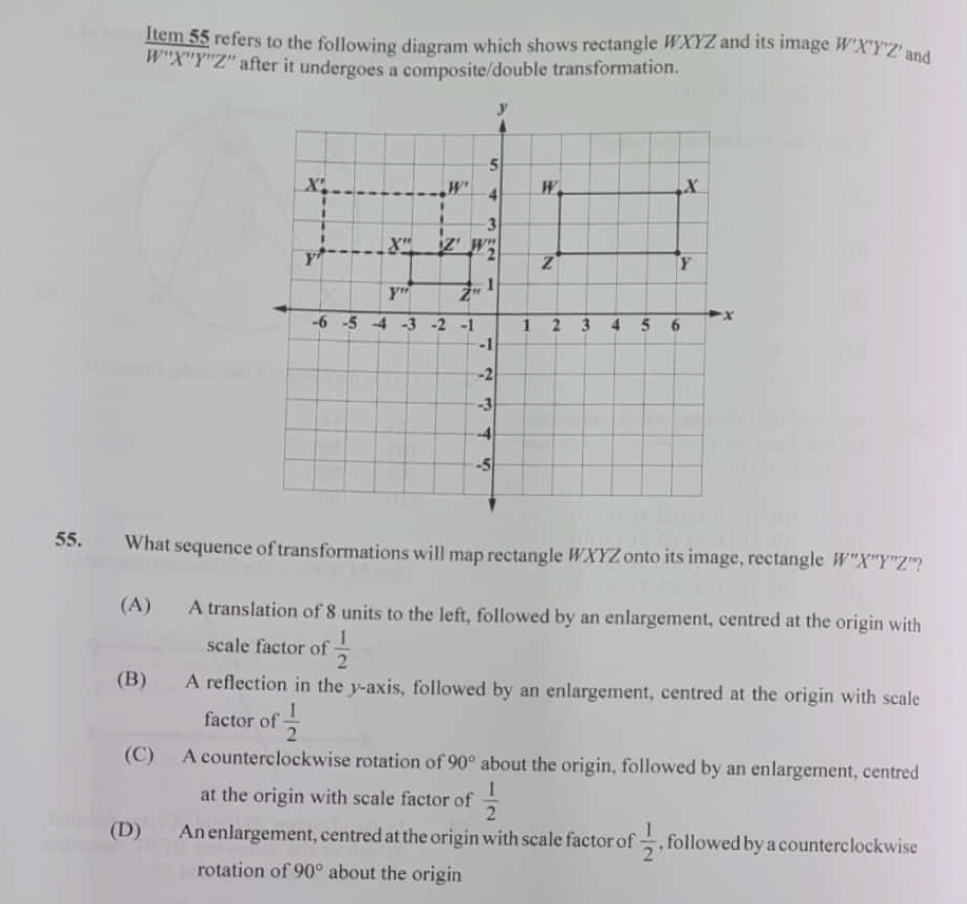 Item 55 refers to the following diagram which shows rectangle WXYZ and its image W'X'Y'Z' and
W"X"Y"Z" after it undergoes a composite/double transformation.
y
5
X' W' 4 W X
3
X" Z' W" 2
Y' Z Y
Y" Z" 1
-6 -5 -4 -3 -2 -1 1 2 3 4 5 6 x
-1
-2
-3
-4
-5
55. What sequence of transformations will map rectangle WXYZ onto its image, rectangle W"X"Y"Z"?
(A) A translation of 8 units to the left, followed by an enlargement, centred at the origin with
scale factor of 1/2
(B) A reflection in the y-axis, followed by an enlargement, centred at the origin with scale
factor of 1/2
(C) A counterclockwise rotation of 90° about the origin, followed by an enlargement, centred
at the origin with scale factor of 1/2
(D) An enlargement, centred at the origin with scale factor of 1/2, followed by a counterclockwise
rotation of 90° about the origin